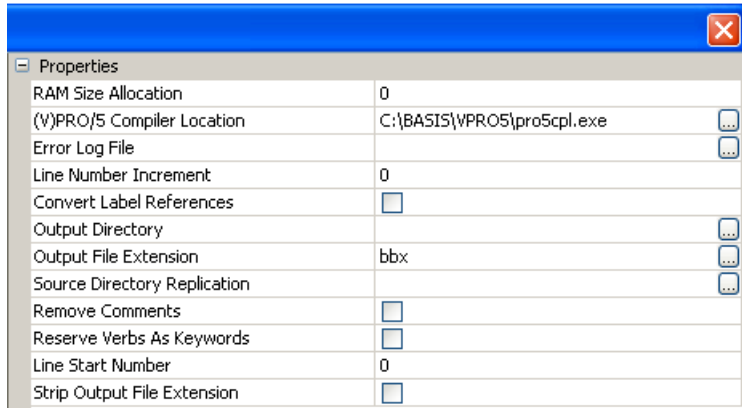 Properties
RAM Size Allocation 0
(V)PRO/5 Compiler Location C:\BASIS\VPRO5\pro5cpl.exe ...
Error Log File ...
Line Number Increment 0
Convert Label References
Output Directory ...
Output File Extension bbx ...
Source Directory Replication ...
Remove Comments
Reserve Verbs As Keywords
Line Start Number 0
Strip Output File Extension